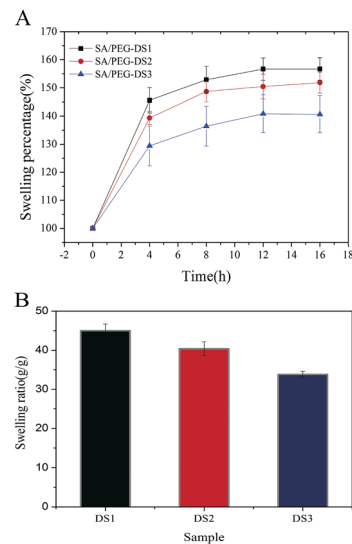 A
SA/PEG-DS1
SA/PEG-DS2
SA/PEG-DS3
Swelling percentage(%)
170
160
150
140
130
120
110
100
90
-2 0 2 4 6 8 10 12 14 16 18
Time(h)
B
Swelling ratio(g/g)
50
40
30
20
10
0
DS1 DS2 DS3
Sample